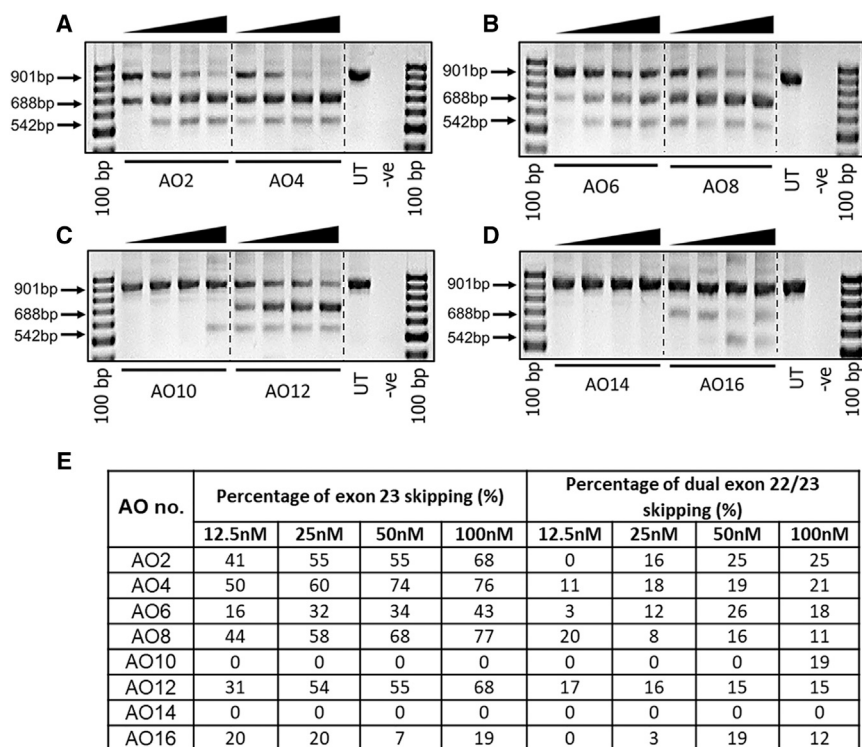 A
901bp
688bp
542bp
100 bp
AO2
AO4
UT
-ve
100 bp
B
901bp
688bp
542bp
100 bp
AO6
AO8
UT
-ve
100 bp
C
901bp
688bp
542bp
100 bp
AO10
AO12
UT
-ve
100 bp
D
901bp
688bp
542bp
100 bp
AO14
AO16
UT
-ve
100 bp
E
AO no. Percentage of exon 23 skipping (%) Percentage of dual exon 22/23
skipping (%)
12.5nM 25nM 50nM 100nM 12.5nM 25nM 50nM 100nM
AO2 41 55 55 68 0 16 25 25
AO4 50 60 74 76 11 18 19 21
AO6 16 32 34 43 3 12 26 18
AO8 44 58 68 77 20 8 16 11
AO10 0 0 0 0 0 0 0 19
AO12 31 54 55 68 17 16 15 15
AO14 0 0 0 0 0 0 0 0
AO16 20 20 7 19 0 3 19 12